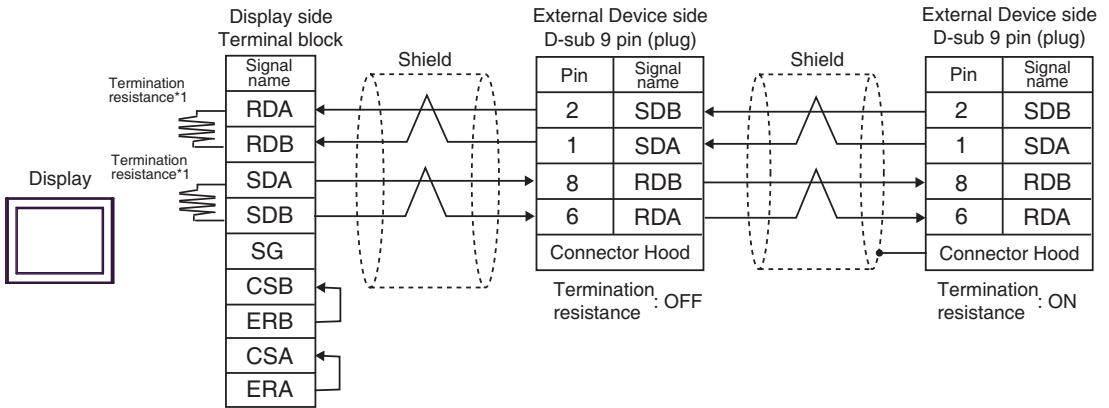 Display side
Terminal block
External Device side
D-sub 9 pin (plug)
External Device side
D-sub 9 pin (plug)
Signal
name
Shield
Pin
Signal
name
Shield
Pin
Signal
name
Termination
resistance*1
RDA
2
SDB
2
SDB
RDB
1
SDA
1
SDA
Termination
resistance*1
Display
SDA
8
RDB
8
RDB
SDB
6
RDA
6
RDA
SG
Connector Hood
Connector Hood
CSB
Termination
resistance : OFF
Termination
resistance : ON
ERB
CSA
ERA